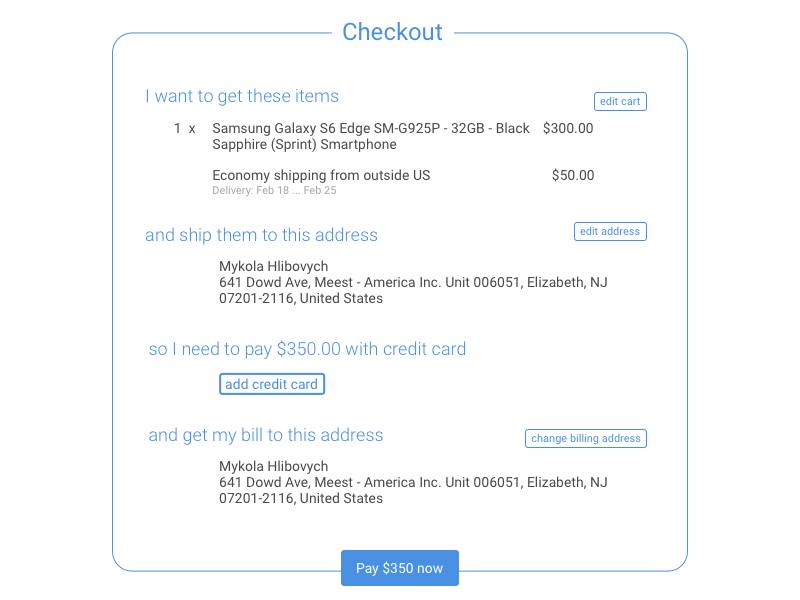 Checkout
I want to get these items
edit cart
1 x Samsung Galaxy S6 Edge SM-G925P - 32GB - Black $300.00
Sapphire (Sprint) Smartphone
Economy shipping from outside US $50.00
Delivery: Feb 18 ... Feb 25
and ship them to this address
edit address
Mykola Hlibovych
641 Dowd Ave, Meest - America Inc. Unit 006051, Elizabeth, NJ
07201-2116, United States
so I need to pay $350.00 with credit card
add credit card
and get my bill to this address
change billing address
Mykola Hlibovych
641 Dowd Ave, Meest - America Inc. Unit 006051, Elizabeth, NJ
07201-2116, United States
Pay $350 now